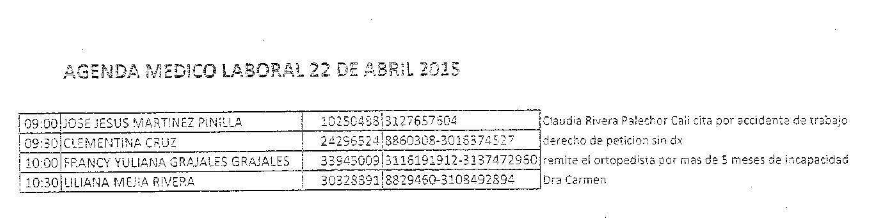 AGENDA MEDICO LABORAL 22 DE ABRIL 2015
09:00 JOSE JESUS MARTINEZ PINILLA 10250488 3127657604 Claudia Rivera Palechor Cali cita por accidente de trabajo
09:30 CLEMENTINA CRUZ 24296524 8860308-3016374527 derecho de peticion sin dx
10:00 FRANCY YULIANA GRAJALES GRAJALES 33945009 3116191912-3137472960 remite el ortopedista por mas de 5 meses de incapacidad
10:30 LILIANA MEJIA RIVERA 30328891 8829460-3108492894 Dra Carmen